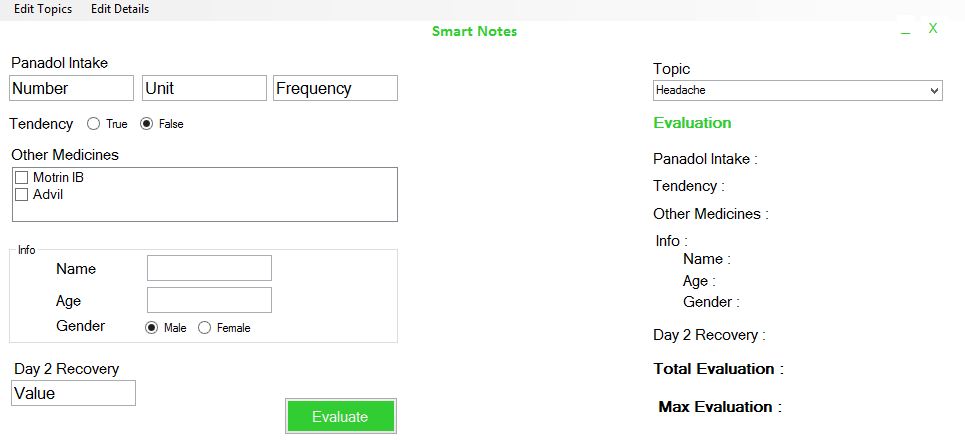 Edit Topics Edit Details
Smart Notes
_ X
Panadol Intake
Number Unit Frequency
Tendency True False
Other Medicines
Motrin IB
Advil
Info
Name
Age
Gender Male Female
Day 2 Recovery
Value
Evaluate
Topic
Headache
Evaluation
Panadol Intake :
Tendency :
Other Medicines :
Info :
Name :
Age :
Gender :
Day 2 Recovery :
Total Evaluation :
Max Evaluation :